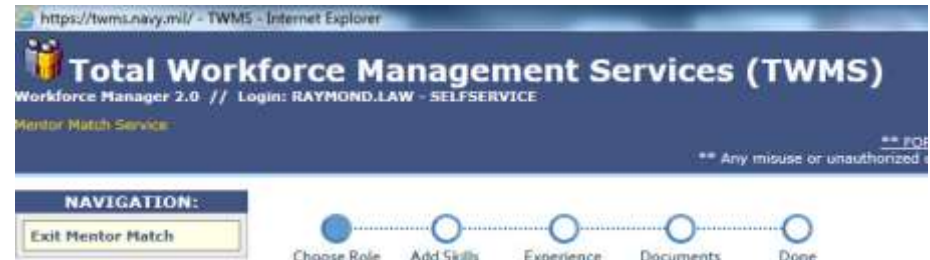 https://twms.navy.mil/ - TWMS - Internet Explorer
Total Workforce Management Services (TWMS)
Workforce Manager 2.0 // Login: RAYMOND.LAW - SELFSERVICE
Mentor Match Service
** FOR
** Any misuse or unauthorized
NAVIGATION:
Exit Mentor Match
Choose Role Add Skills Experience Documents Done